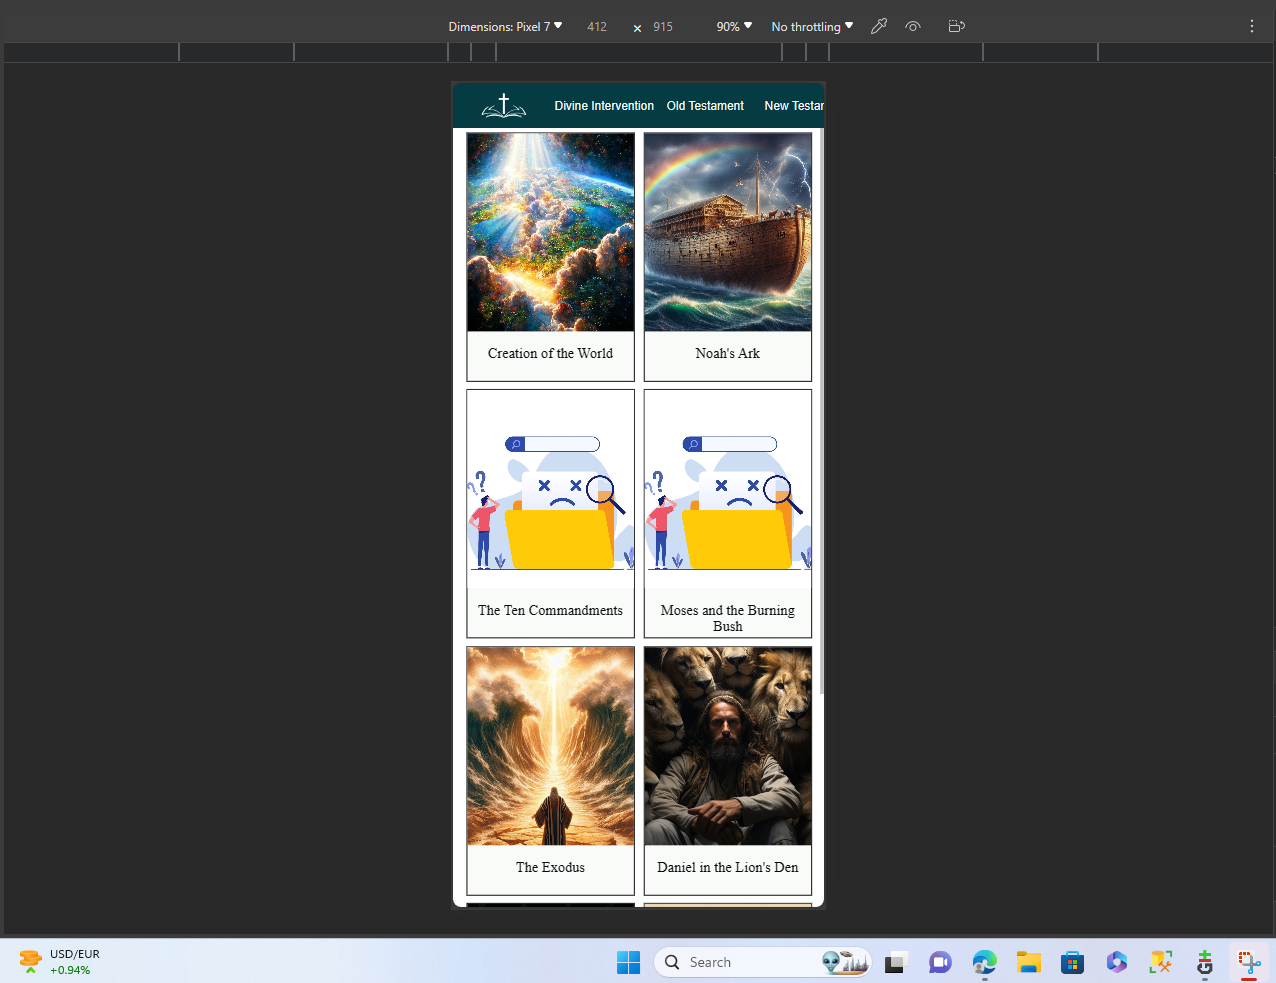 Dimensions: Pixel 7
412
×
915
90%
No throttling
Divine Intervention
Old Testament
New Testar
Creation of the World
Noah's Ark
The Ten Commandments
Moses and the Burning
Bush
The Exodus
Daniel in the Lion's Den
USD/EUR
+0.94%
Search